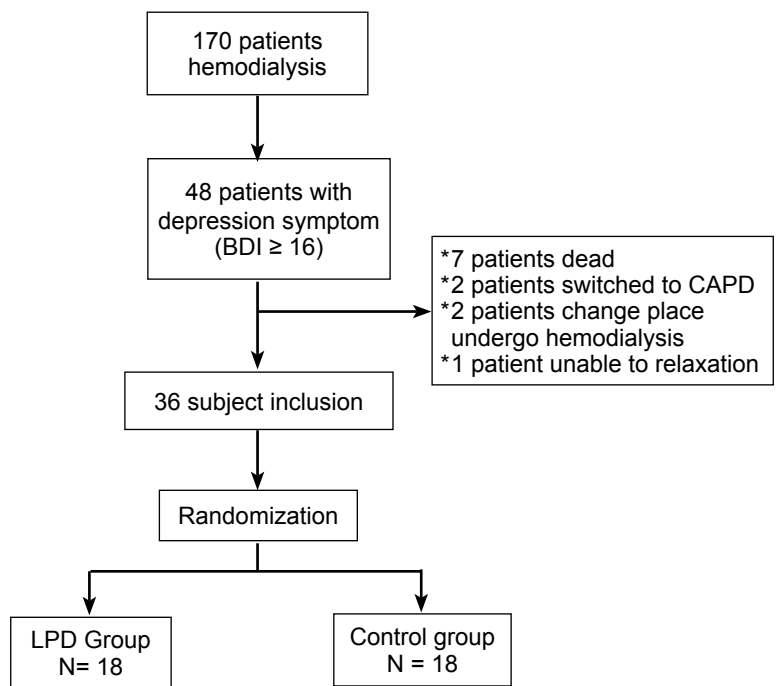 170 patients
hemodialysis
48 patients with
depression symptom
(BDI ≥ 16)
*7 patients dead
*2 patients switched to CAPD
*2 patients change place
undergo hemodialysis
*1 patient unable to relaxation
36 subject inclusion
Randomization
LPD Group
N= 18
Control group
N = 18